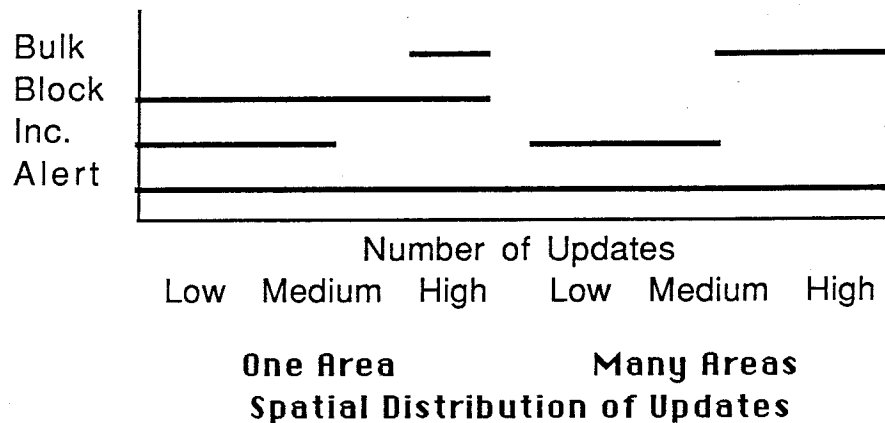 Bulk
Block
Inc.
Alert
Number of Updates
Low Medium High Low Medium High
One Area Many Areas
Spatial Distribution of Updates